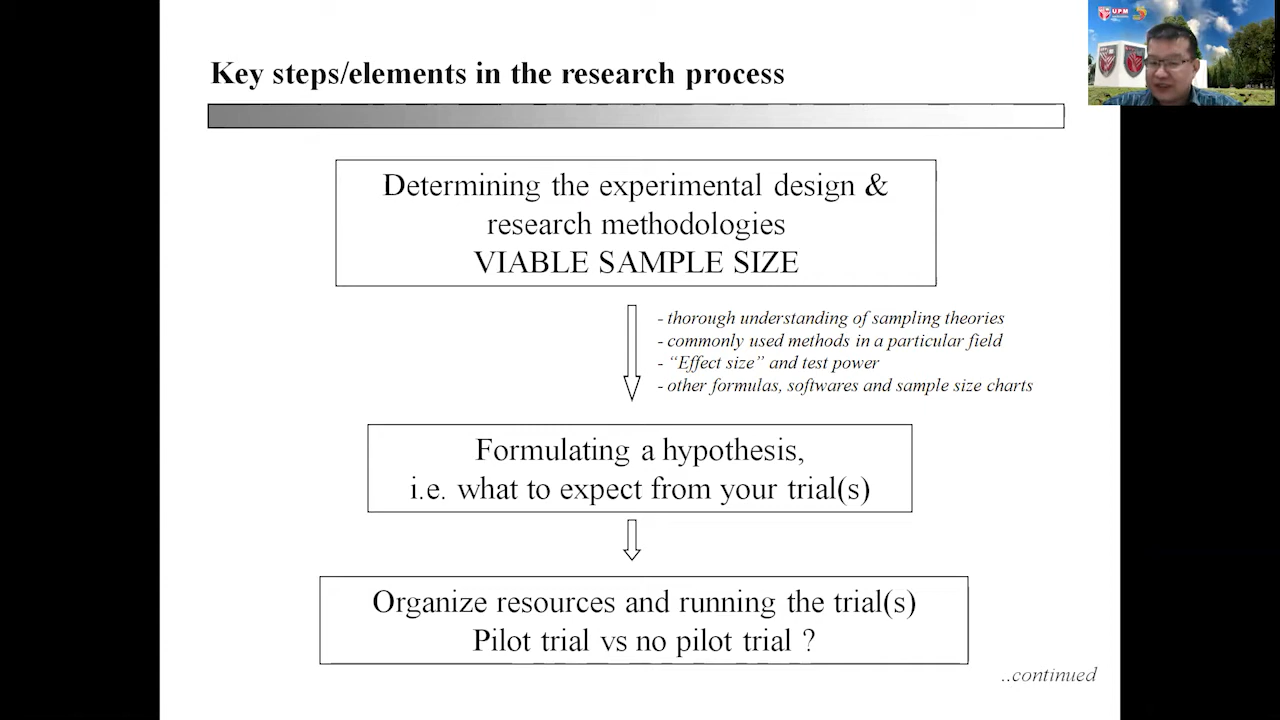 UPM
Key steps/elements in the research process
Determining the experimental design &
research methodologies
VIABLE SAMPLE SIZE
- thorough understanding of sampling theories
- commonly used methods in a particular field
- “Effect size” and test power
- other formulas, softwares and sample size charts
Formulating a hypothesis,
i.e. what to expect from your trial(s)
Organize resources and running the trial(s)
Pilot trial vs no pilot trial ?
..continued